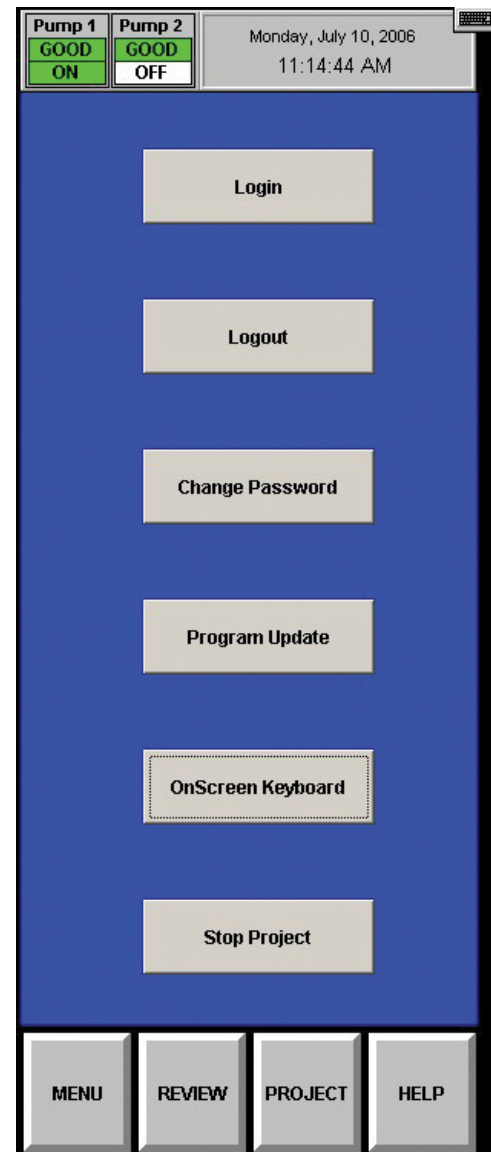 Pump 1 Pump 2
GOOD GOOD
ON OFF
Monday, July 10, 2006
11:14:44 AM
Login
Logout
Change Password
Program Update
OnScreen Keyboard
Stop Project
MENU REVIEW PROJECT HELP